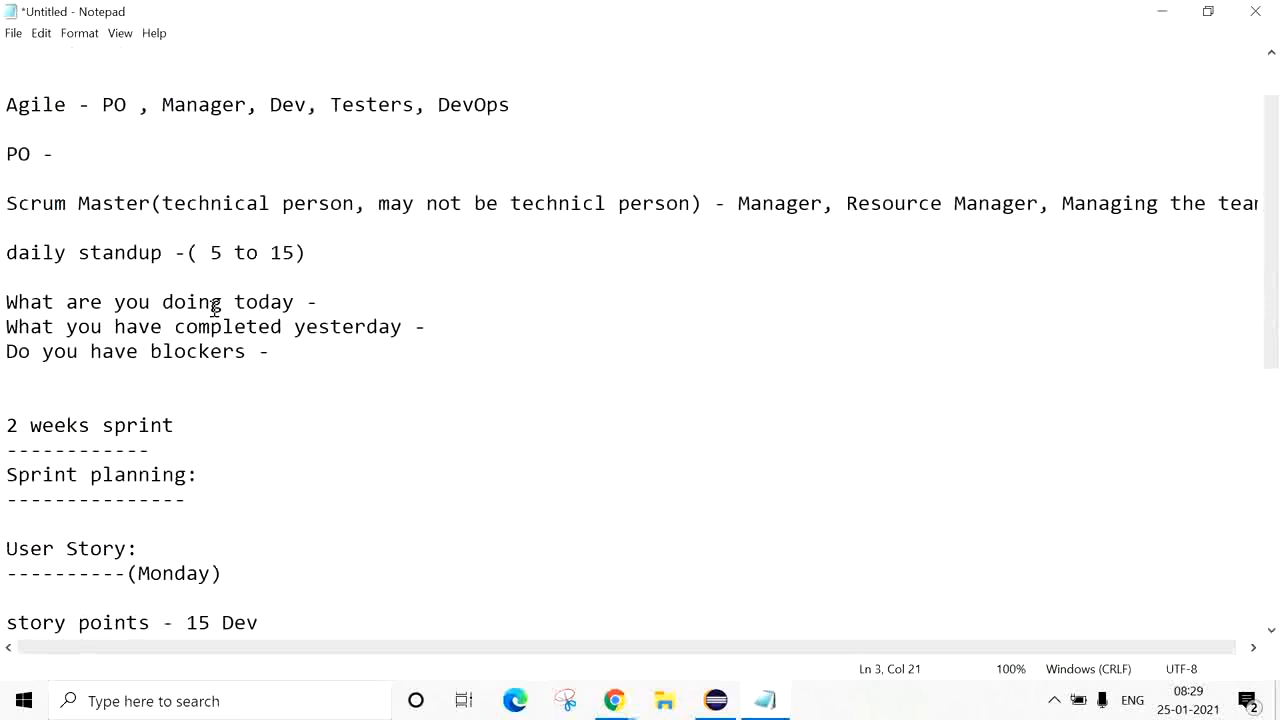 *Untitled - Notepad
File Edit Format View Help
Agile - PO , Manager, Dev, Testers, DevOps
PO -
Scrum Master(technical person, may not be technicl person) - Manager, Resource Manager, Managing the
daily standup -( 5 to 15)
What are you doing today -
What you have completed yesterday -
Do you have blockers -
2 weeks sprint
------------
Sprint planning:
---------------
User Story:
----------(Monday)
story points - 15 Dev
Ln 3, Col 21 100% Windows (CRLF) UTF-8
Type here to search
ENG
08:29
25-01-2021
2